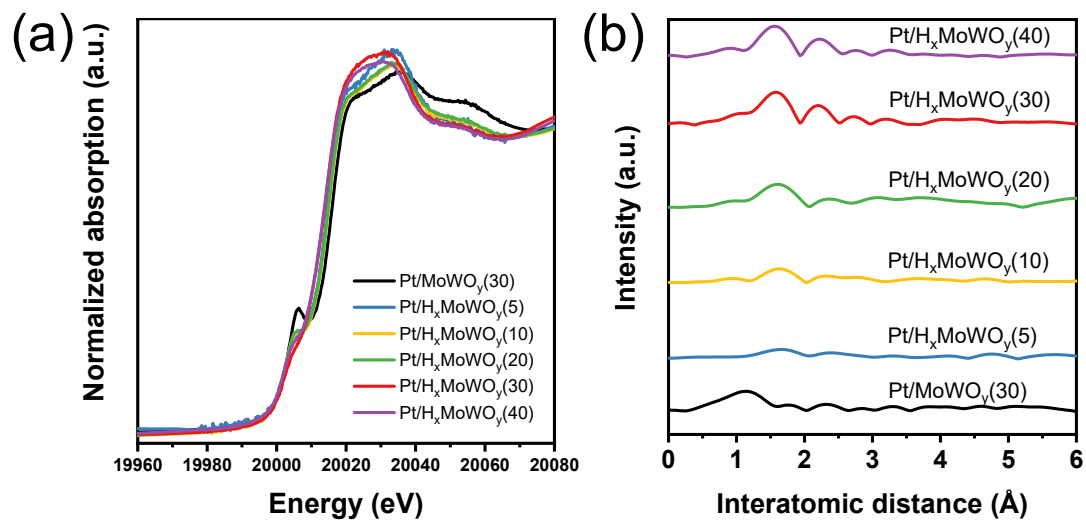 (a)
Normalized absorption (a.u.)
Pt/MoWOy(30)
Pt/HxMoWOy(5)
Pt/HxMoWOy(10)
Pt/HxMoWOy(20)
Pt/HxMoWOy(30)
Pt/HxMoWOy(40)
19960 19980 20000 20020 20040 20060 20080
Energy (eV)
(b)
Intensity (a.u.)
Pt/HxMoWOy(40)
Pt/HxMoWOy(30)
Pt/HxMoWOy(20)
Pt/HxMoWOy(10)
Pt/HxMoWOy(5)
Pt/MoWOy(30)
0 1 2 3 4 5 6
Interatomic distance (Å)